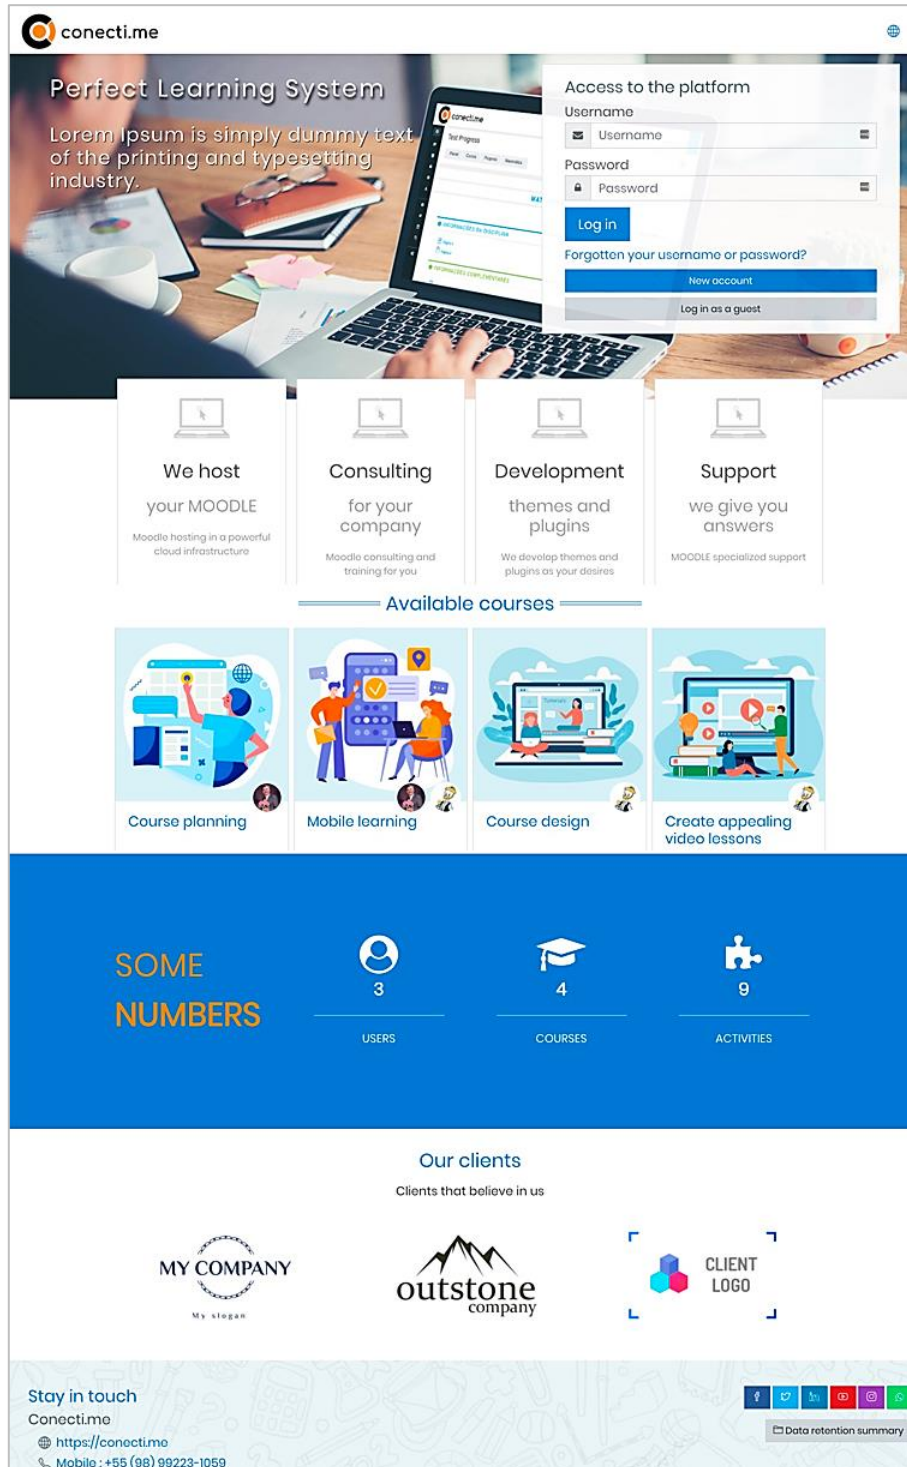 conecti.me
Perfect Learning System
Lorem Ipsum is simply dummy text
of the printing and typesetting
industry.
conecti.me
Test Progress
Access to the platform
Username
Username
Password
Password
Log in
Forgotten your username or password?
New account
Log in as a guest
We host
your MOODLE
Moodle hosting in a powerful
cloud infrastructure
Consulting
for your
company
Moodle consulting and
training for you
Development
themes and
plugins
We develop themes and
plugins as your desires
Support
we give you
answers
MOODLE specialized support
Available courses
Course planning
Mobile learning
Course design
Create appealing
video lessons
SOME
NUMBERS
3
USERS
4
COURSES
9
ACTIVITIES
Our clients
Clients that believe in us
MY COMPANY
My slogan
outstone
company
CLIENT
LOGO
Stay in touch
Conecti.me
https://conecti.me
Mobile : +55 (98) 99223-1059
Data retention summary